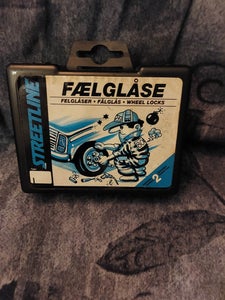 STREETLINE
FÆLGLÅSE
FELGLÅSER • FÄLGLÅS • WHEEL LOCKS
2